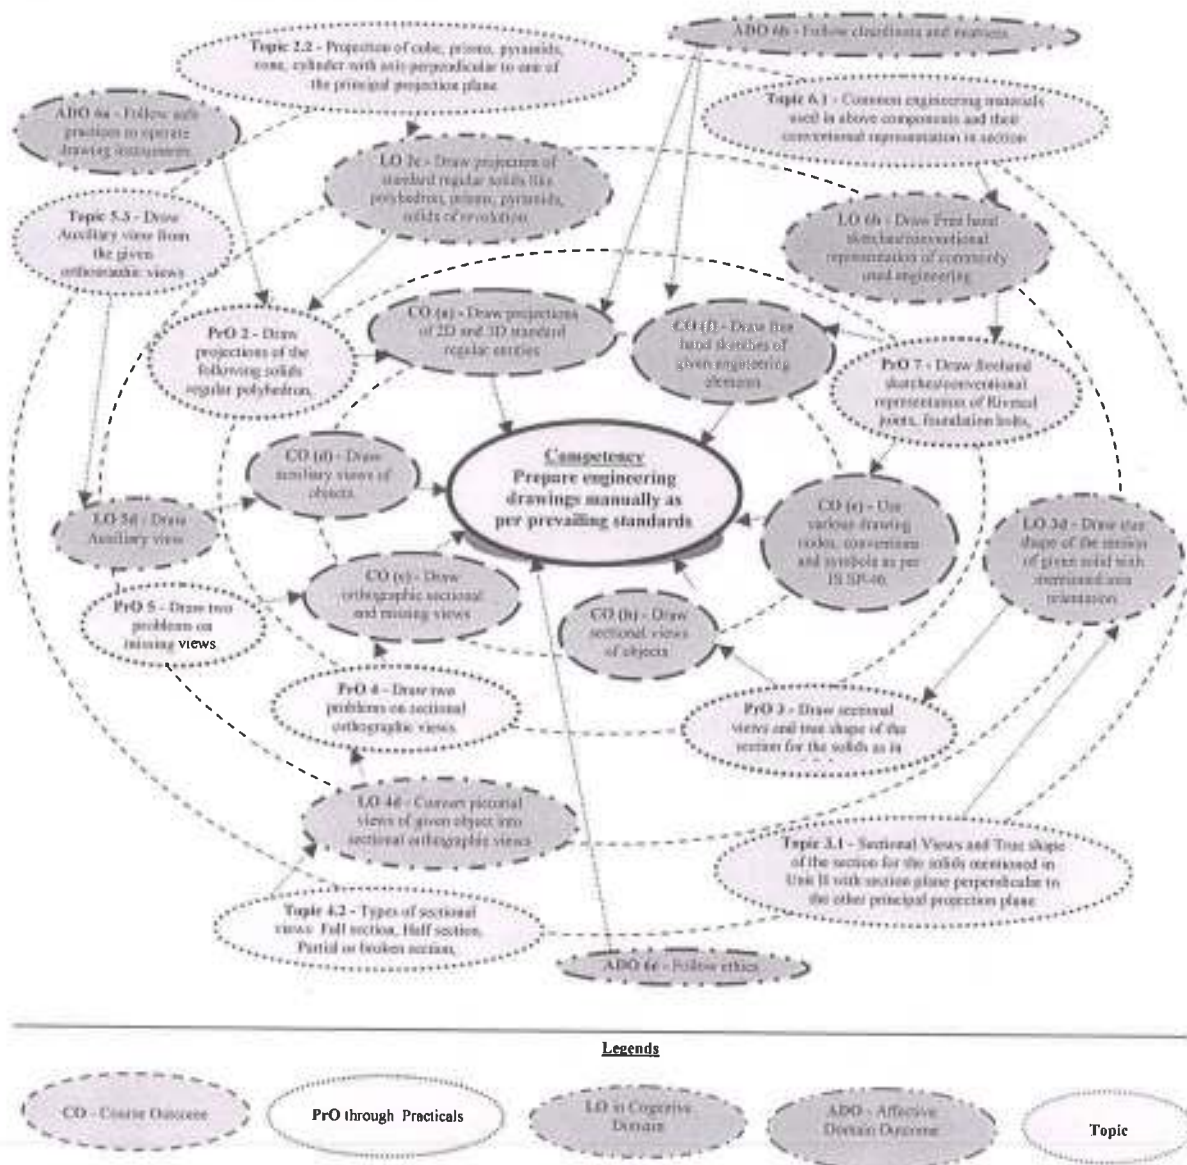 ADO 6b - Follow cleanliness and neatness
Topic 2.2 - Projection of cube, prisms, pyramids,
cone, cylinder with axis perpendicular to one of
the principal projection plane
Topic 6.1 - Common engineering materials
used in above components and their
conventional representation in section
ADO 6a - Follow safe
practices to operate
drawing instruments
LO 2c - Draw projection of
standard regular solids like
polyhedron, prisms, pyramids,
solids of revolution
Topic 5.3 - Draw
Auxiliary view from
the given
orthographic views
LO 6b - Draw Free hand
sketches/conventional
representation of commonly
used engineering
PrO 2 - Draw
projections of the
following solids
regular polyhedron,
CO (a) - Draw projections
of 2D and 3D standard
regular entities
CO (f) - Draw free
hand sketches of
given engineering
elements
PrO 7 - Draw freehand
sketches/conventional
representation of Riveted
joints, foundation bolts,
CO (d) - Draw
auxiliary views of
objects
Competency
Prepare engineering
drawings manually as
per prevailing standards
CO (e) - Use
various drawing
codes, conventions
and symbols as per
IS SP-46
LO 5d - Draw
Auxiliary view
LO 3d - Draw true
shape of the section
of given solid with
mentioned axis
orientation
CO (c) - Draw
orthographic sectional
and missing views
PrO 5 - Draw two
problems on
missing views
CO (b) - Draw
sectional views
of objects
PrO 4 - Draw two
problems on sectional
orthographic views
PrO 3 - Draw sectional
views and true shape of the
section for the solids as in
LO 4d - Convert pictorial
views of given object into
sectional orthographic views
Topic 3.1 - Sectional Views and True shape
of the section for the solids mentioned in
Unit II with section plane perpendicular to
the other principal projection plane
Topic 4.2 - Types of sectional
views Full section, Half section,
Partial or broken section,
- Follow ethics
Legends
CO - Course Outcome
PrO through Practicals
LO in Cognitive
Domain
ADO - Affective
Domain Outcome
Topic